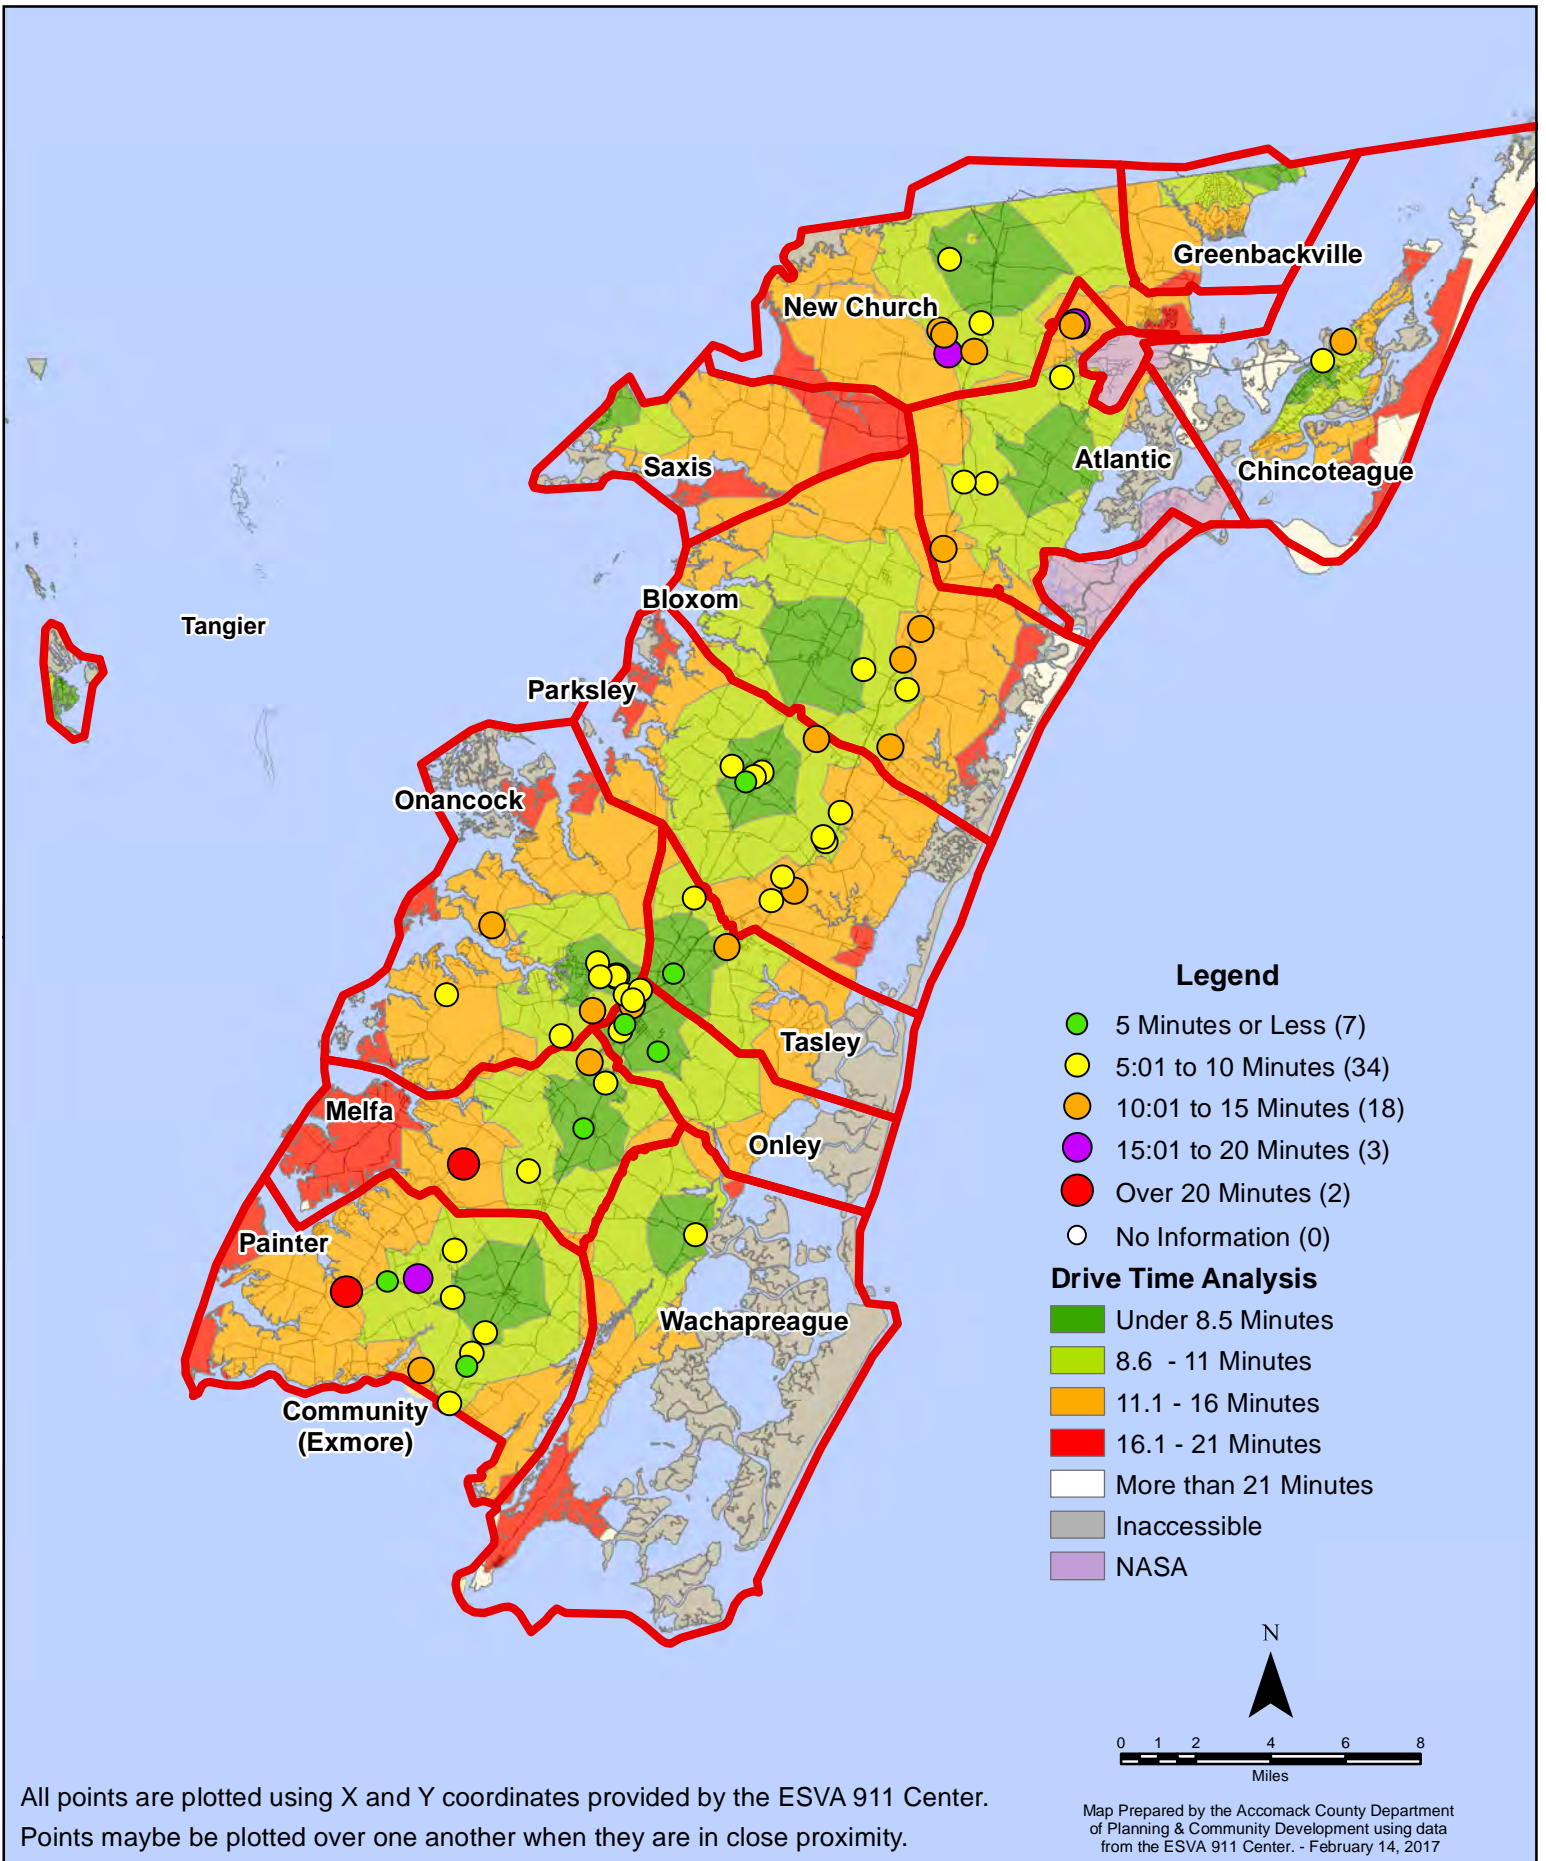 Greenbackville
New Church
Saxis
Atlantic
Chincoteague
Bloxom
Tangier
Parksley
Onancock
Tasley
Melfa
Onley
Painter
Wachapreague
Community
(Exmore)
Legend
5 Minutes or Less (7)
5:01 to 10 Minutes (34)
10:01 to 15 Minutes (18)
15:01 to 20 Minutes (3)
Over 20 Minutes (2)
No Information (0)
Drive Time Analysis
Under 8.5 Minutes
8.6 - 11 Minutes
11.1 - 16 Minutes
16.1 - 21 Minutes
More than 21 Minutes
Inaccessible
NASA
N
0 1 2 4 6 8
Miles
All points are plotted using X and Y coordinates provided by the ESVA 911 Center.
Points maybe be plotted over one another when they are in close proximity.
Map Prepared by the Accomack County Department
of Planning & Community Development using data
from the ESVA 911 Center. - February 14, 2017